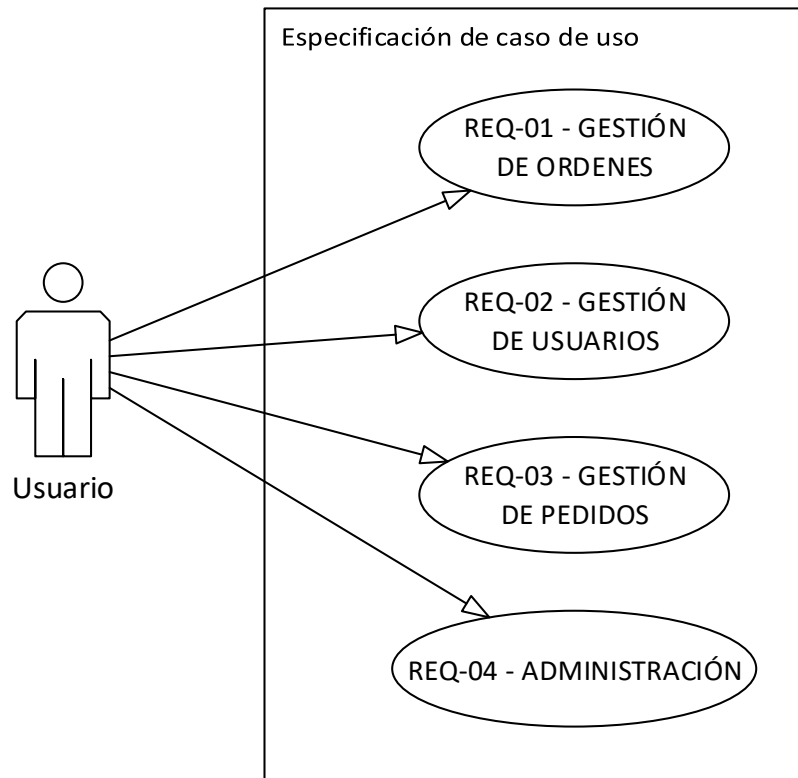 Especificación de caso de uso
REQ-01 - GESTIÓN
DE ORDENES
REQ-02 - GESTIÓN
DE USUARIOS
Usuario
REQ-03 - GESTIÓN
DE PEDIDOS
REQ-04 - ADMINISTRACIÓN